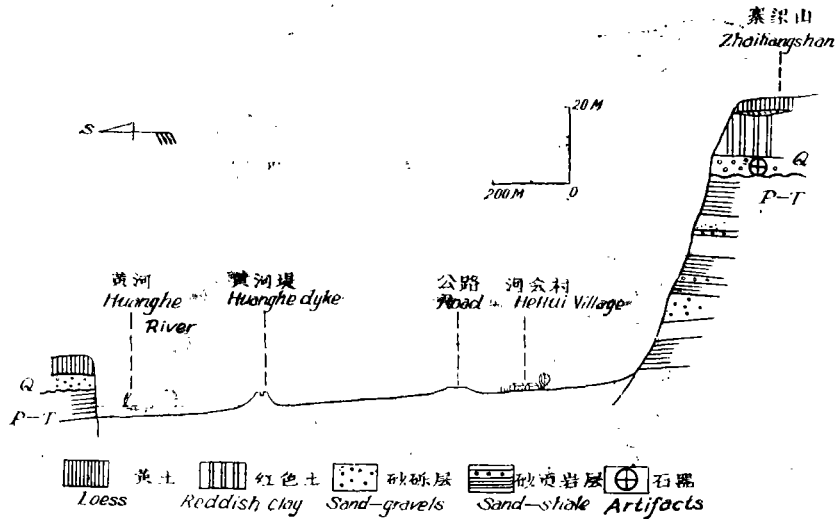 寨梁山
Zhailiangshan
20 M
S
200 M
0
Q
P-T
黄河
Huanghe
River
黄河堤
Huanghe dyke
公路
Road
河会村
HeHui Village
Q
P-T
黄土
Loess
红色土
Reddish Clay
砂砾层
Sand-gravels
砂页岩层
Sand-shale
石器
Artifacts